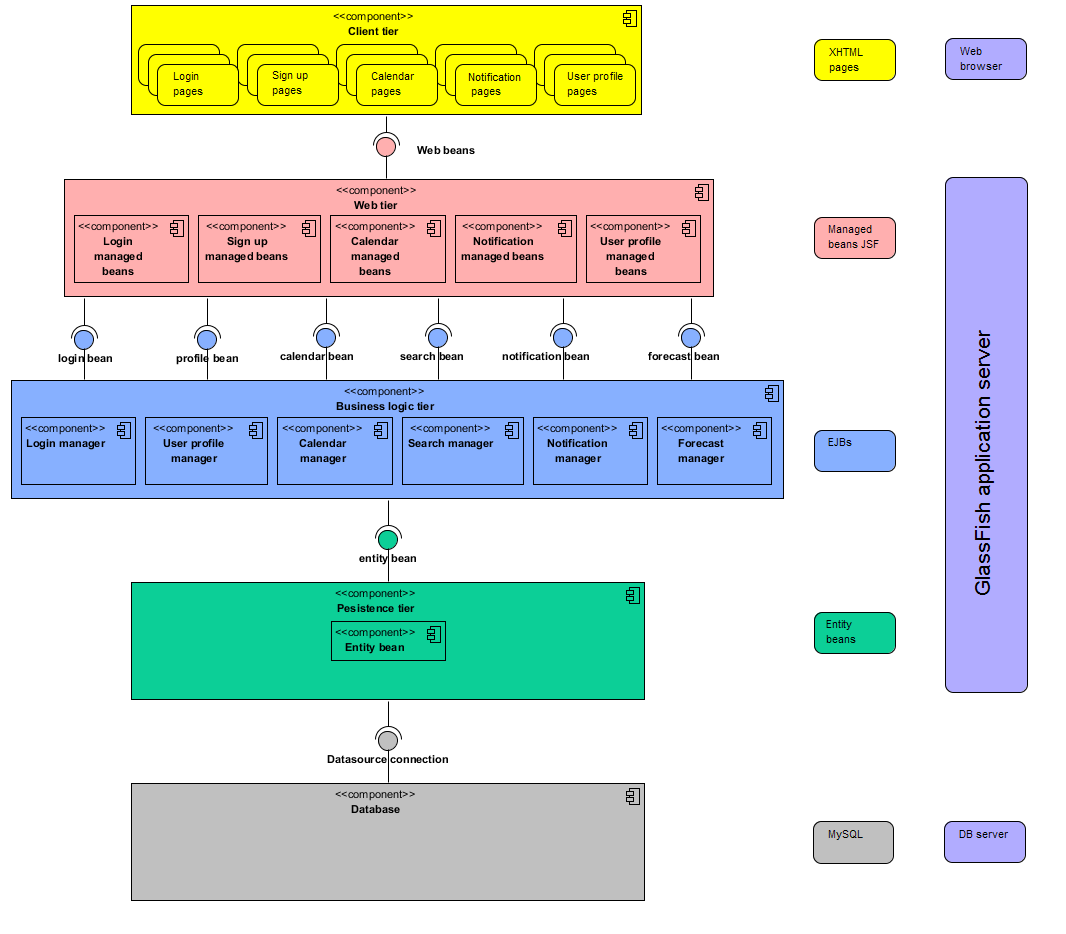 <<component>>
Client tier
Login
pages
Sign up
pages
Calendar
pages
Notification
pages
User profile
pages
XHTML
pages
Web
browser
Web beans
<<component>>
Web tier
<<component>>
Login
managed
beans
<<component>>
Sign up
managed beans
<<component>>
Calendar
managed
beans
<<component>>
Notification
managed beans
<<component>>
User profile
managed
beans
Managed
beans JSF
GlassFish application server
login bean
profile bean
calendar bean
search bean
notification bean
forecast bean
<<component>>
Business logic tier
<<component>>
Login manager
<<component>>
User profile
manager
<<component>>
Calendar
manager
<<component>>
Search manager
<<component>>
Notification
manager
<<component>>
Forecast
manager
EJBs
entity bean
<<component>>
Pesistence tier
<<component>>
Entity bean
Entity
beans
Datasource connection
<<component>>
Database
MySQL
DB server